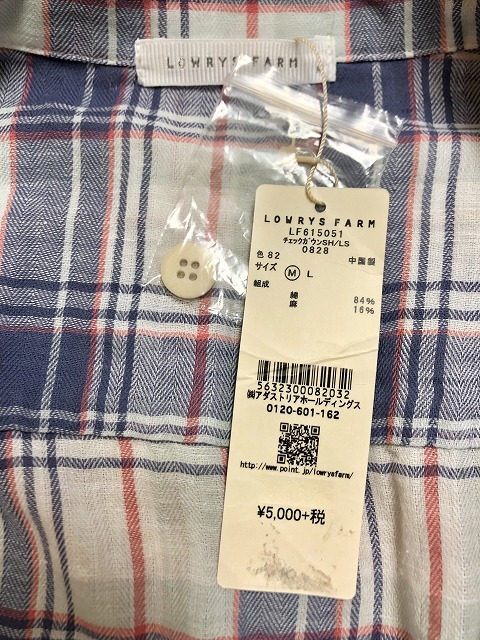 LOWRYS FARM
LOWRYS FARM
LF615051
チェックガウンSH/LS
0828
色 82 中国製
サイズ M L
組成
綿 84%
麻 16%
5632300082032
㈱アダストリアホールディングス
0120-601-162
http://www.point.jp/lowrysfarm/
¥5,000+税